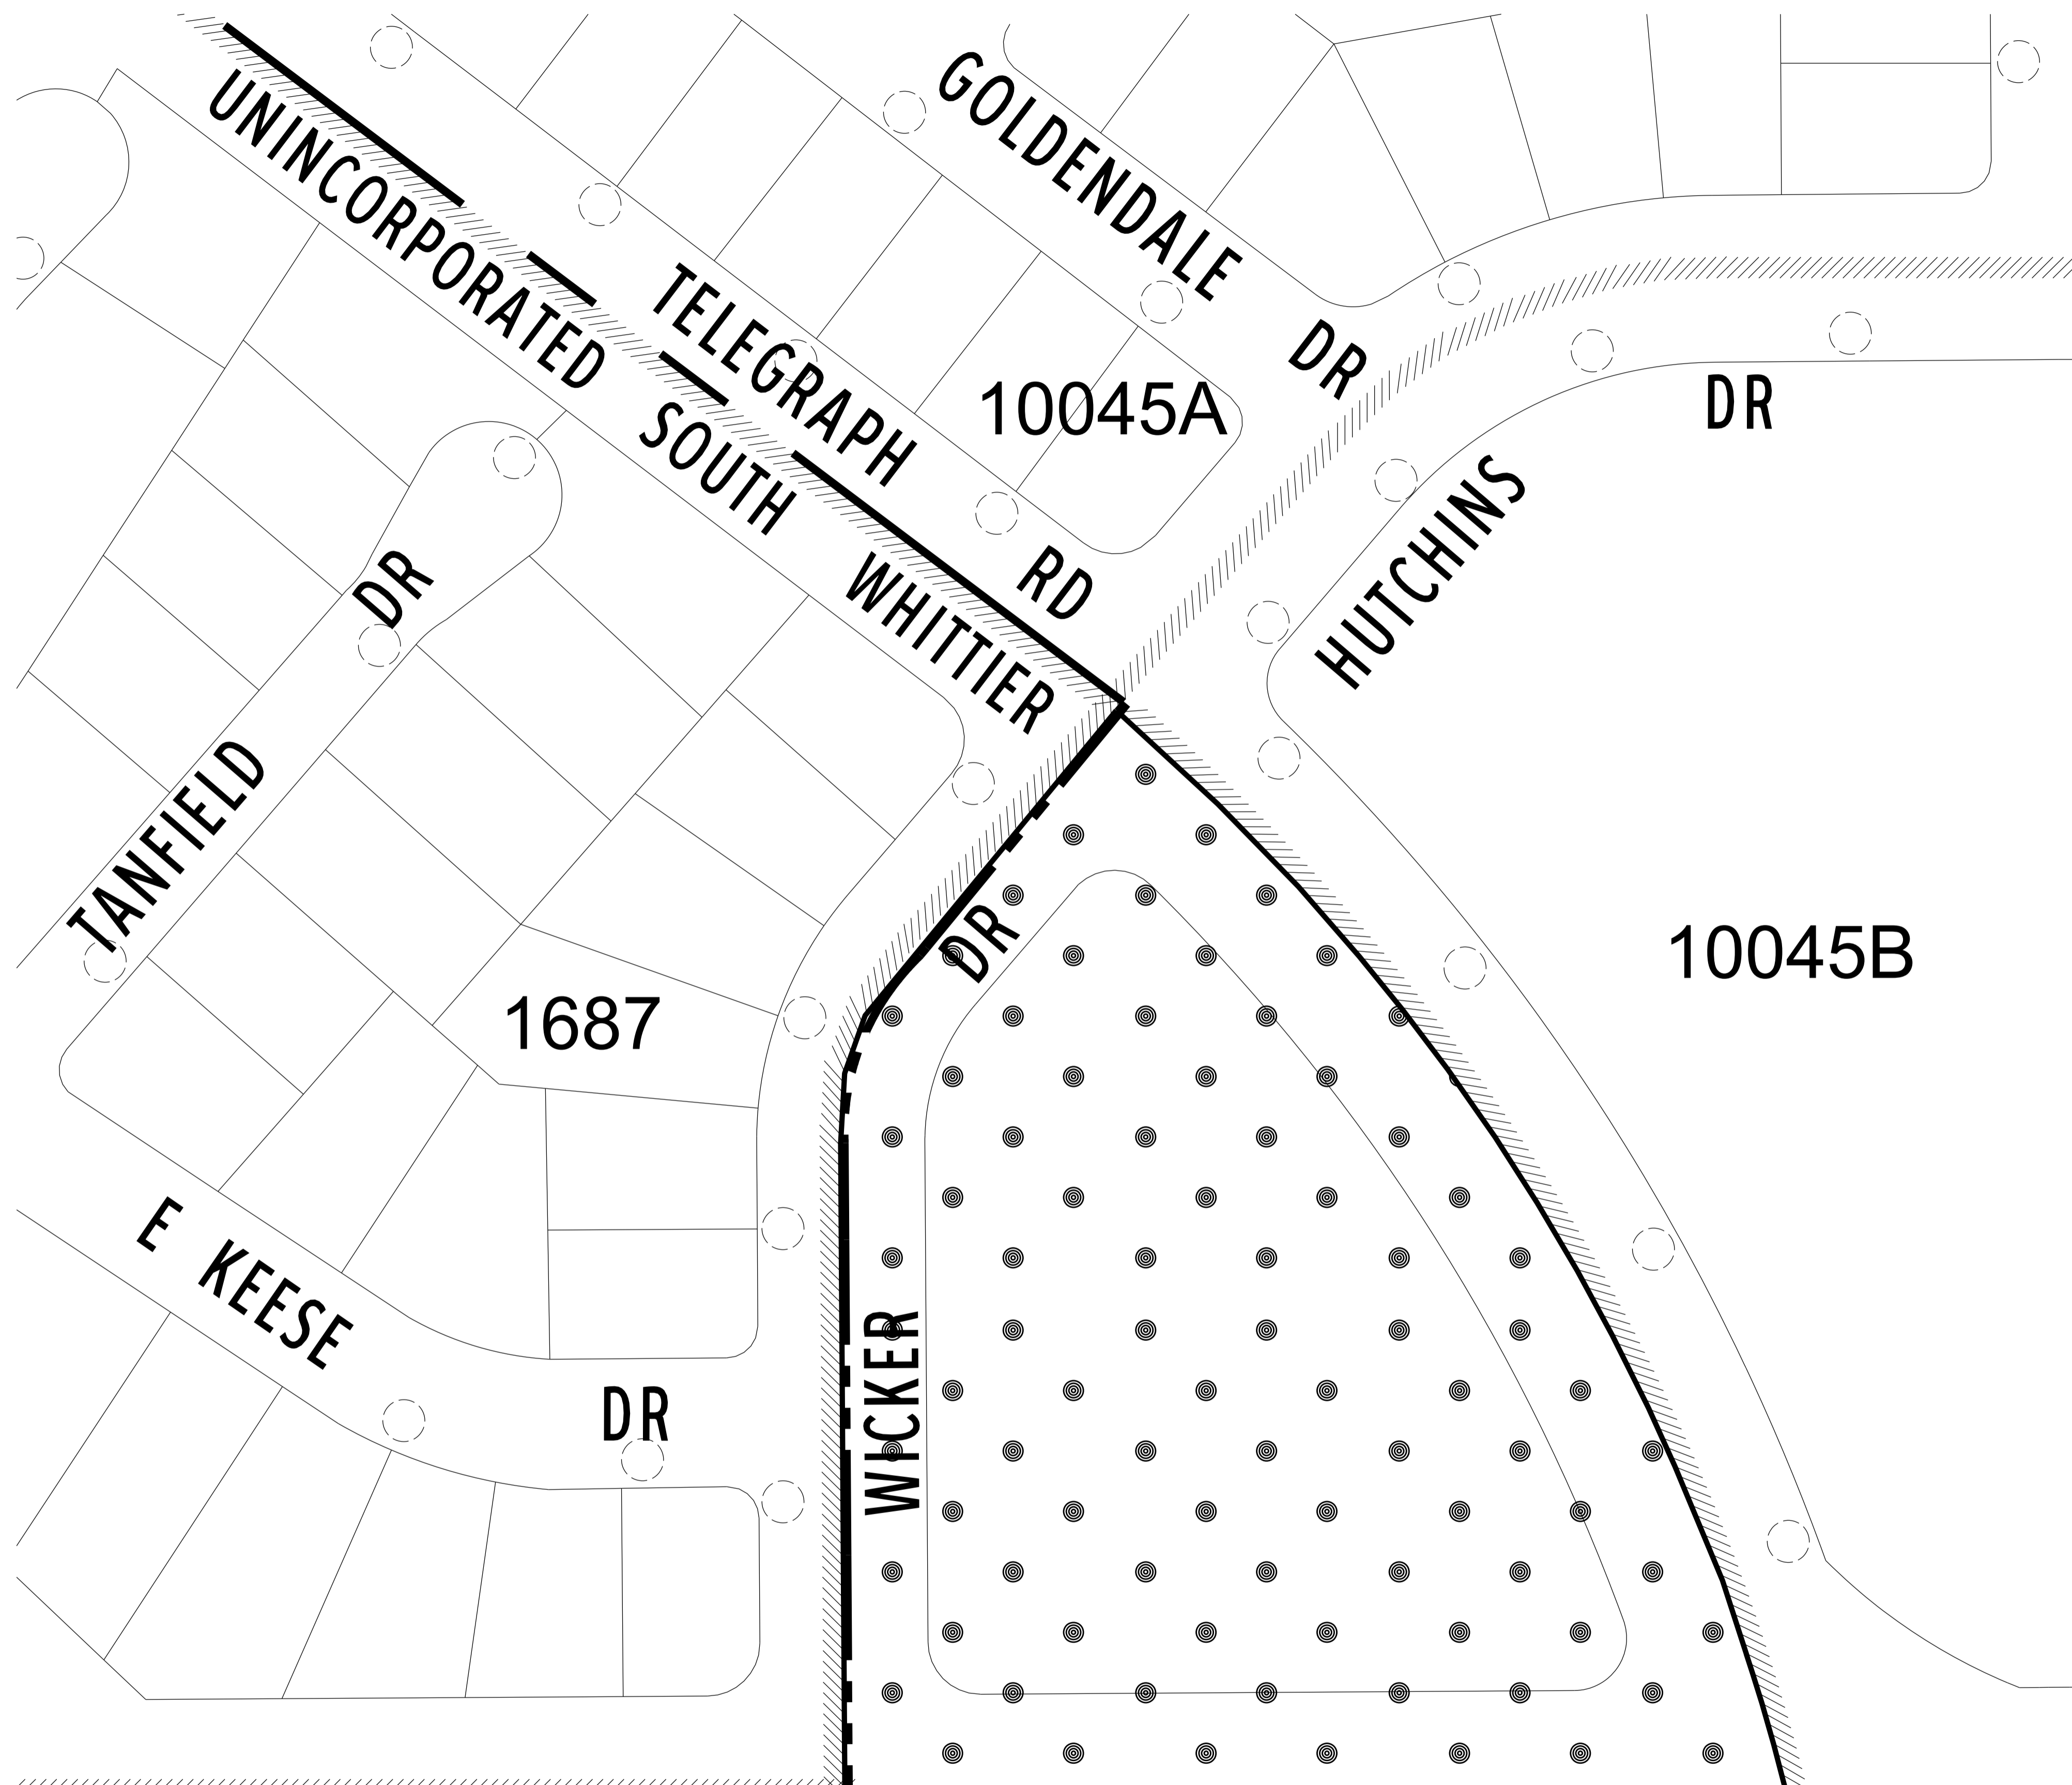 GOLDENDALE DR
UNINCORPORATED SOUTH WHITTIER
TELEGRAPH RD
10045A
DR
HUTCHINS
DR
TANFIELD
DR
10045B
1687
E KEESE DR
WICKER